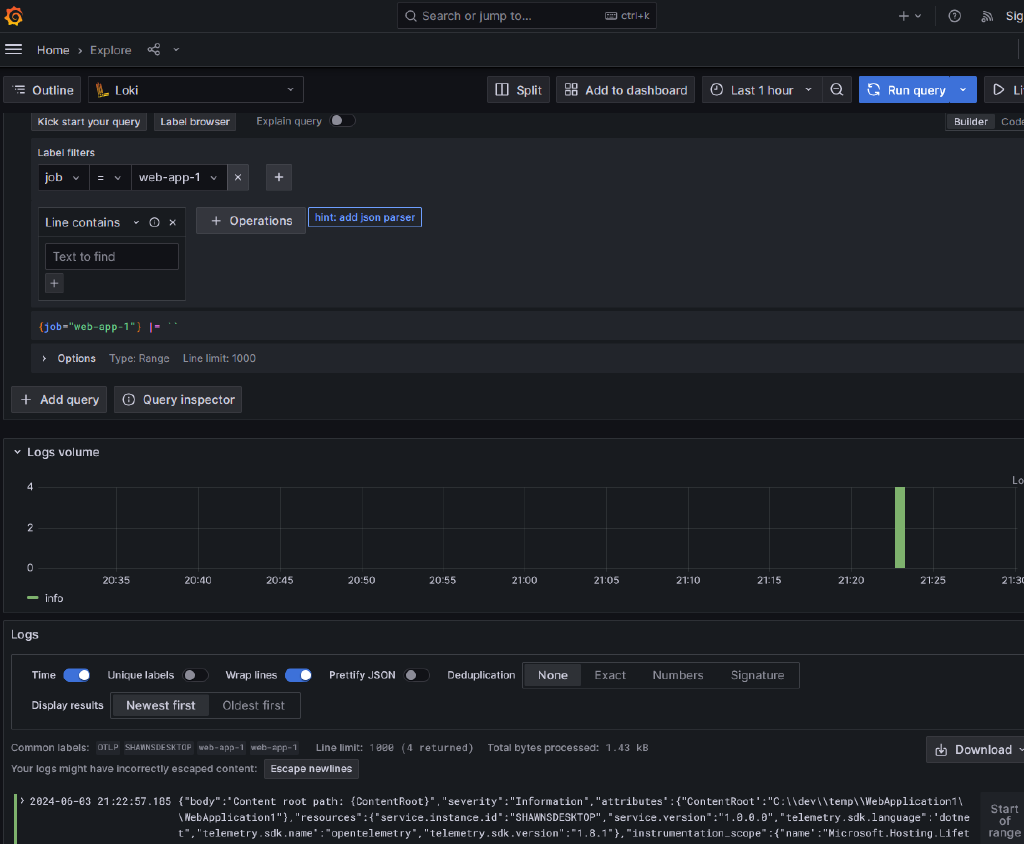 Search or jump to... ctrl+k Sig
Home › Explore
Outline Loki Split Add to dashboard Last 1 hour Run query Li
Kick start your query Label browser Explain query Builder Code
Label filters
job = web-app-1 × +
Line contains × + Operations hint: add json parser
Text to find
+
{job="web-app-1"} |= ``
Options Type: Range Line limit: 1000
+ Add query Query inspector
Logs volume
Lo
4
2
0
20:35 20:40 20:45 20:50 20:55 21:00 21:05 21:10 21:15 21:20 21:25 21:30
info
Logs
Time Unique labels Wrap lines Prettify JSON Deduplication None Exact Numbers Signature
Display results Newest first Oldest first
Common labels: OTLP SHAWNSDESKTOP web-app-1 web-app-1 Line limit: 1000 (4 returned) Total bytes processed: 1.43 kB
Download
Your logs might have incorrectly escaped content: Escape newlines
2024-06-03 21:22:57.185 {"body":"Content root path: {ContentRoot}","severity":"Information","attributes":{"ContentRoot":"C:\\dev\\temp\\WebApplication1\
\WebApplication1"},"resources":{"service.instance.id":"SHAWNSDESKTOP","service.version":"1.0.0.0","telemetry.sdk.language":"dotne
t","telemetry.sdk.name":"opentelemetry","telemetry.sdk.version":"1.8.1"},"instrumentation_scope":{"name":"Microsoft.Hosting.Lifet
Start
of
range